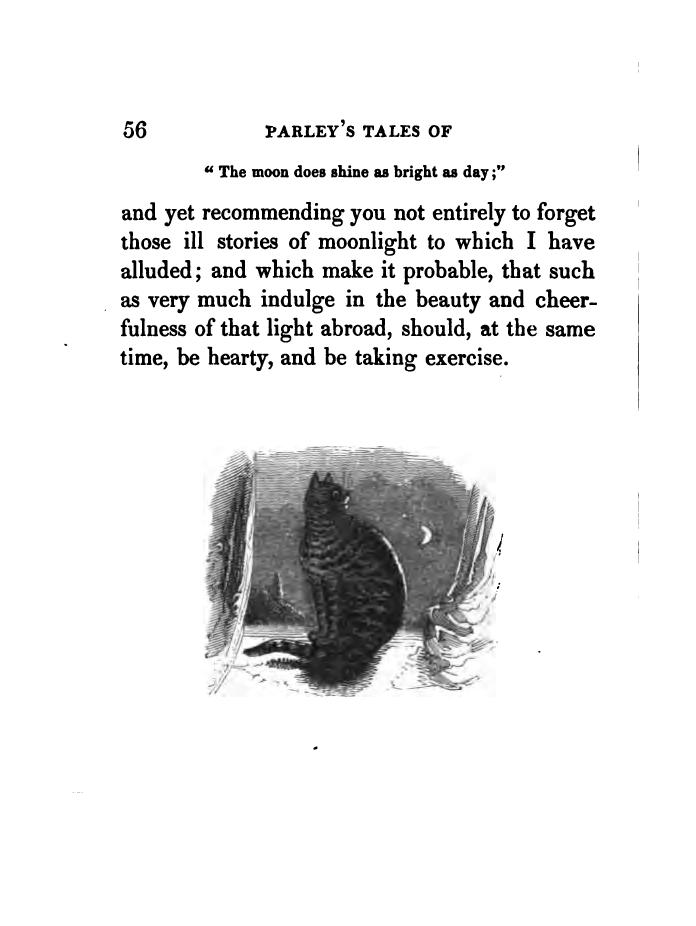 56 PARLEY'S TALES OF
“ The moon does shine as bright as day ;”
and yet recommending you not entirely to forget
those ill stories of moonlight to which I have
alluded ; and which make it probable, that such
as very much indulge in the beauty and cheer-
fulness of that light abroad, should, at the same
time, be hearty, and be taking exercise.